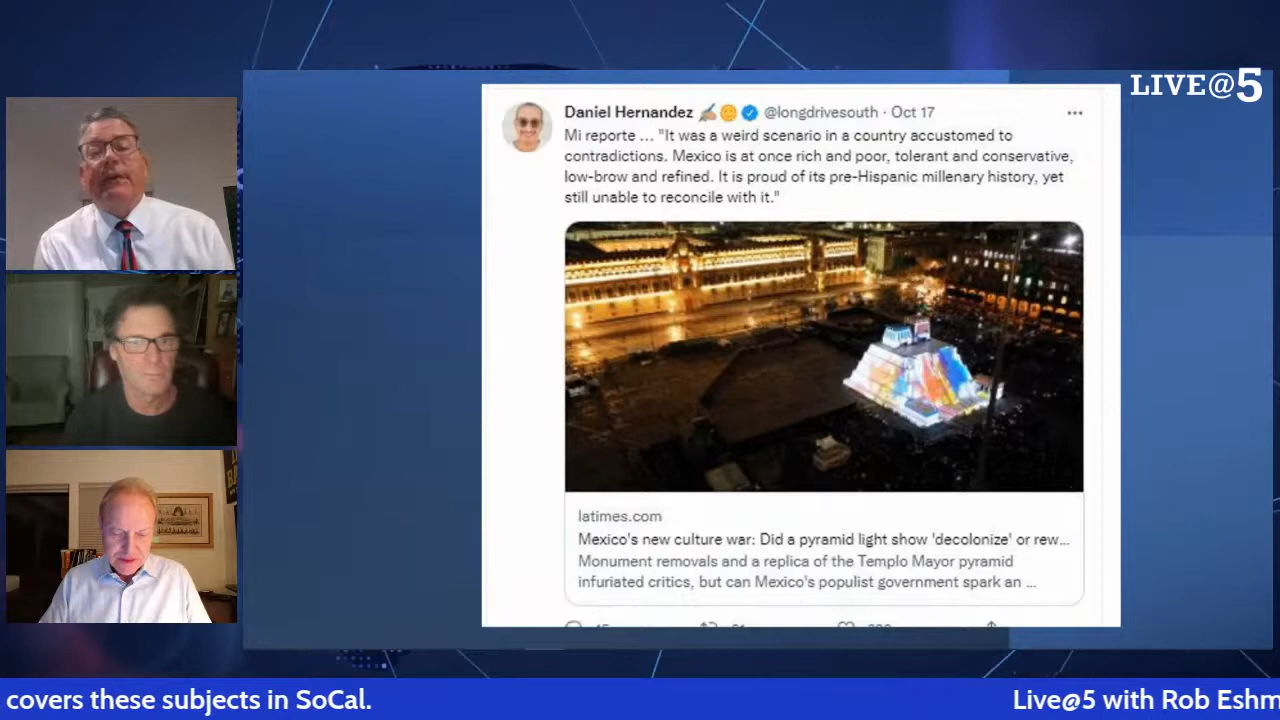 LIVE@5
Daniel Hernandez @longdrivesouth · Oct 17
Mi reporte ... "It was a weird scenario in a country accustomed to
contradictions. Mexico is at once rich and poor, tolerant and conservative,
low-brow and refined. It is proud of its pre-Hispanic millenary history, yet
still unable to reconcile with it."
latimes.com
Mexico's new culture war: Did a pyramid light show 'decolonize' or rew...
Monument removals and a replica of the Templo Mayor pyramid
infuriated critics, but can Mexico's populist government spark an ...
covers these subjects in SoCal.
Live@5 with Rob Eshm